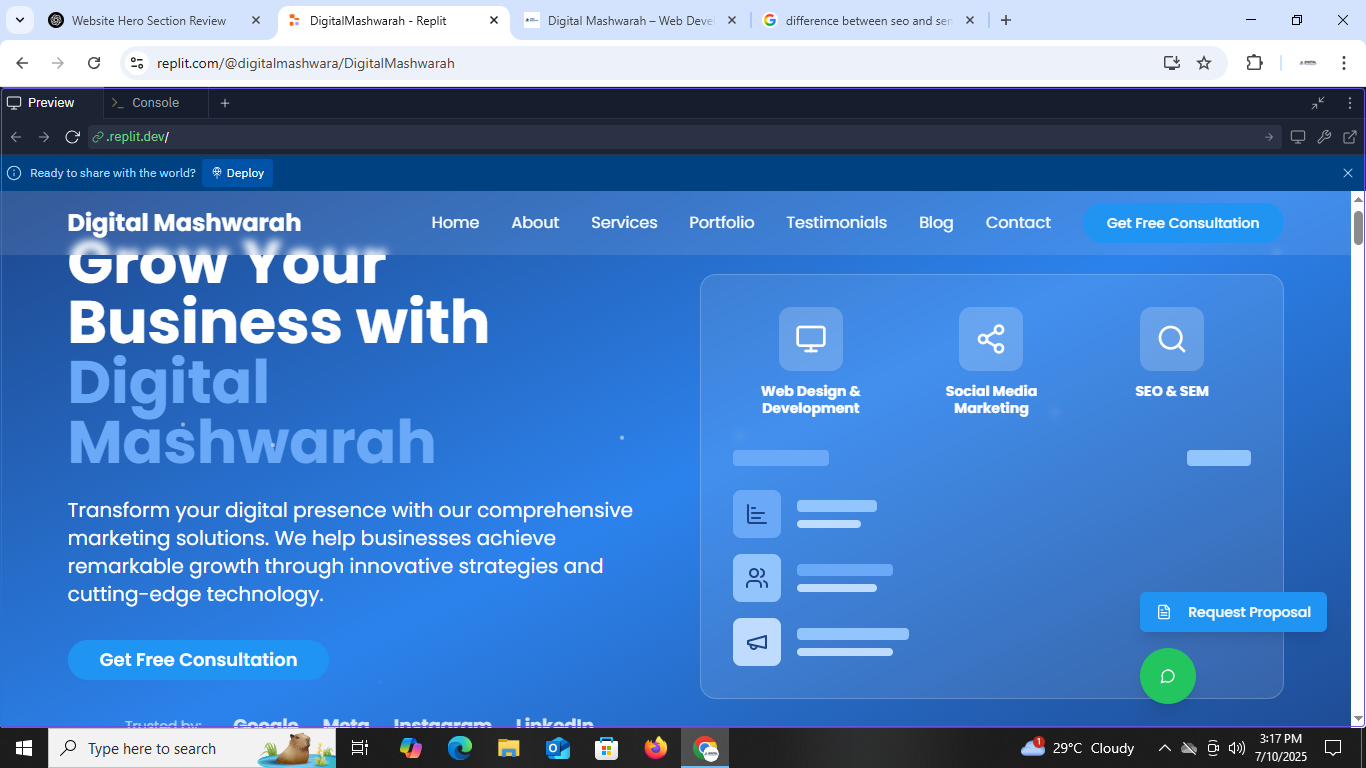 Website Hero Section Review
DigitalMashwarah - Replit
Digital Mashwarah – Web Devel
difference between seo and sem
replit.com/@digitalmashwara/DigitalMashwarah
Preview
Console
.replit.dev/
Ready to share with the world?
Deploy
Digital Mashwarah
Home
About
Services
Portfolio
Testimonials
Blog
Contact
Get Free Consultation
Grow Your
Business with
Digital
Mashwarah
Transform your digital presence with our comprehensive
marketing solutions. We help businesses achieve
remarkable growth through innovative strategies and
cutting-edge technology.
Get Free Consultation
Trusted by:
Google
Meta
Instagram
LinkedIn
Web Design &
Development
Social Media
Marketing
SEO & SEM
Request Proposal
Type here to search
1
29°C
Cloudy
3:17 PM
7/10/2025